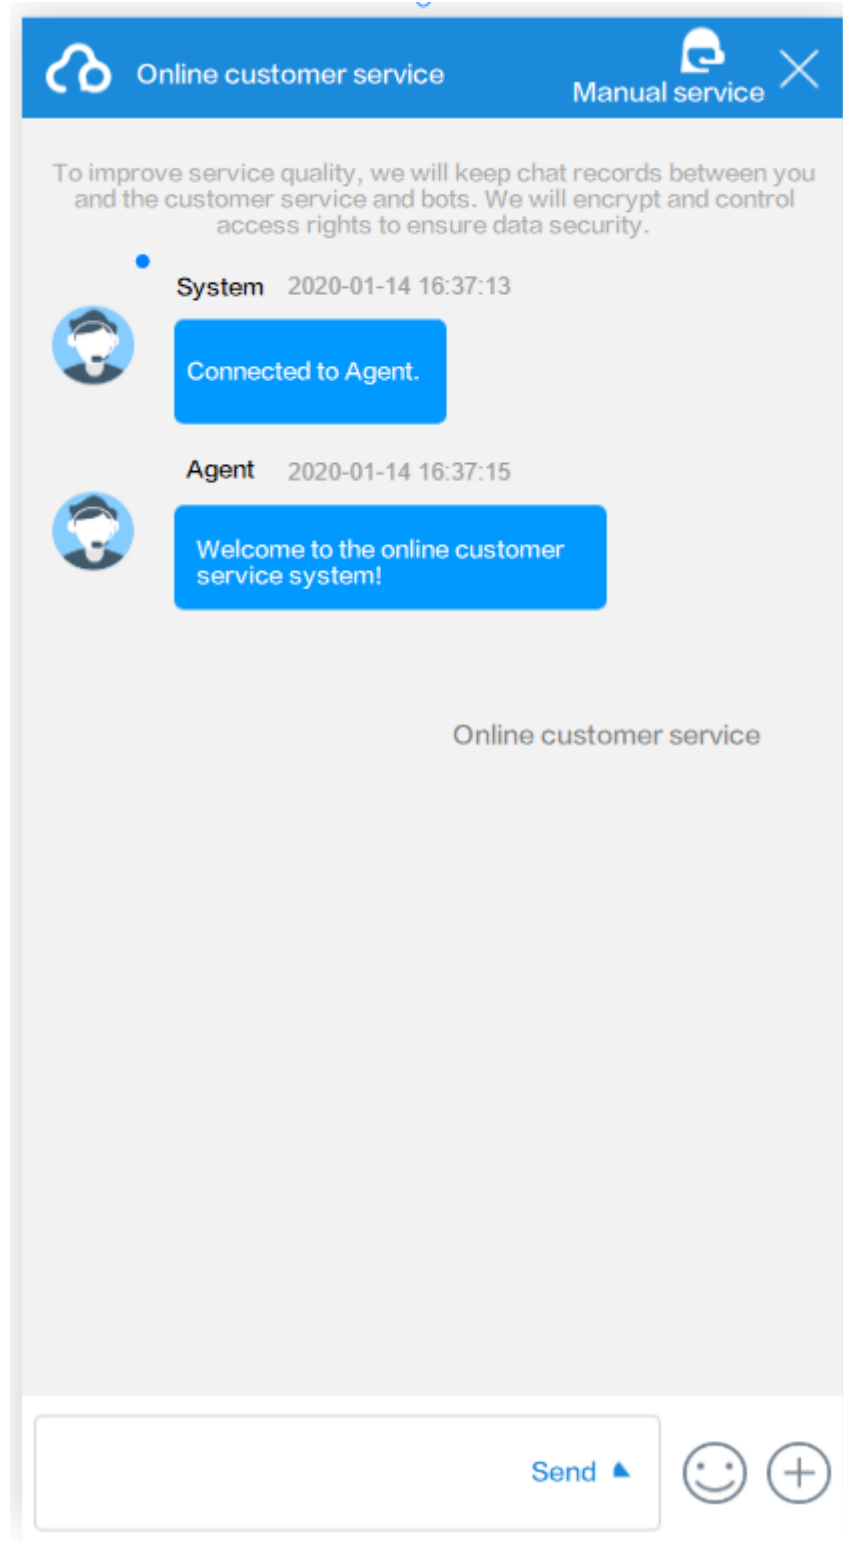 Online customer service
Manual service
To improve service quality, we will keep chat records between you
and the customer service and bots. We will encrypt and control
access rights to ensure data security.
System 2020-01-14 16:37:13
Connected to Agent.
Agent 2020-01-14 16:37:15
Welcome to the online customer
service system!
Online customer service
Send